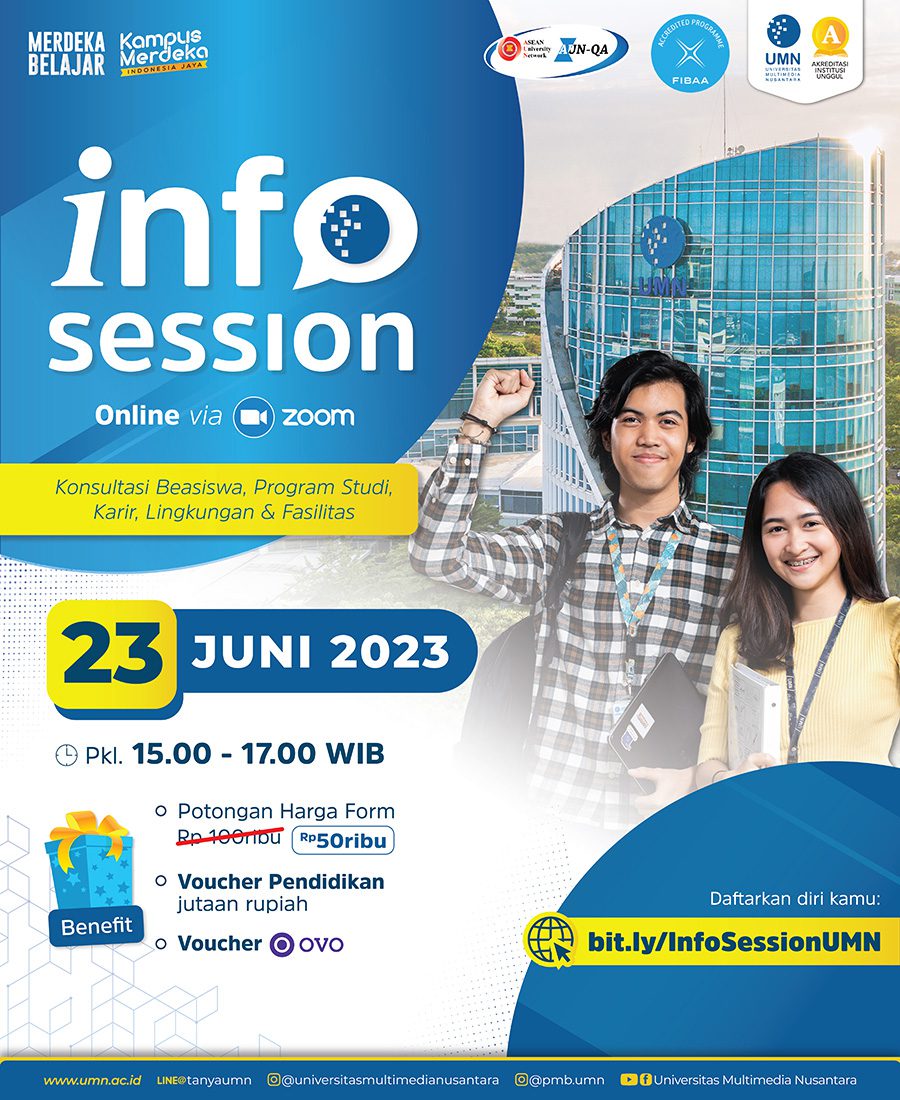 MERDEKA
BELAJAR
Kampus
Merdeka
INDONESIA JAYA
ASEAN
University
Network
AUN-QA
ACCREDITED PROGRAMME
FIBAA
UMN
UNIVERSITAS
MULTIMEDIA
NUSANTARA
A
AKREDITASI
INSTITUSI
UNGGUL
info
session
Online via zoom
UMN
Konsultasi Beasiswa, Program Studi,
Karir, Lingkungan & Fasilitas
23 JUNI 2023
Pkl. 15.00 - 17.00 WIB
Benefit
Potongan Harga Form
Rp 100ribu Rp50ribu
Voucher Pendidikan
jutaan rupiah
Voucher OVO
Daftarkan diri kamu:
bit.ly/InfoSessionUMN
www.umn.ac.id LINE@tanyaumn @universitasmultimedianusantara @pmb.umn Universitas Multimedia Nusantara